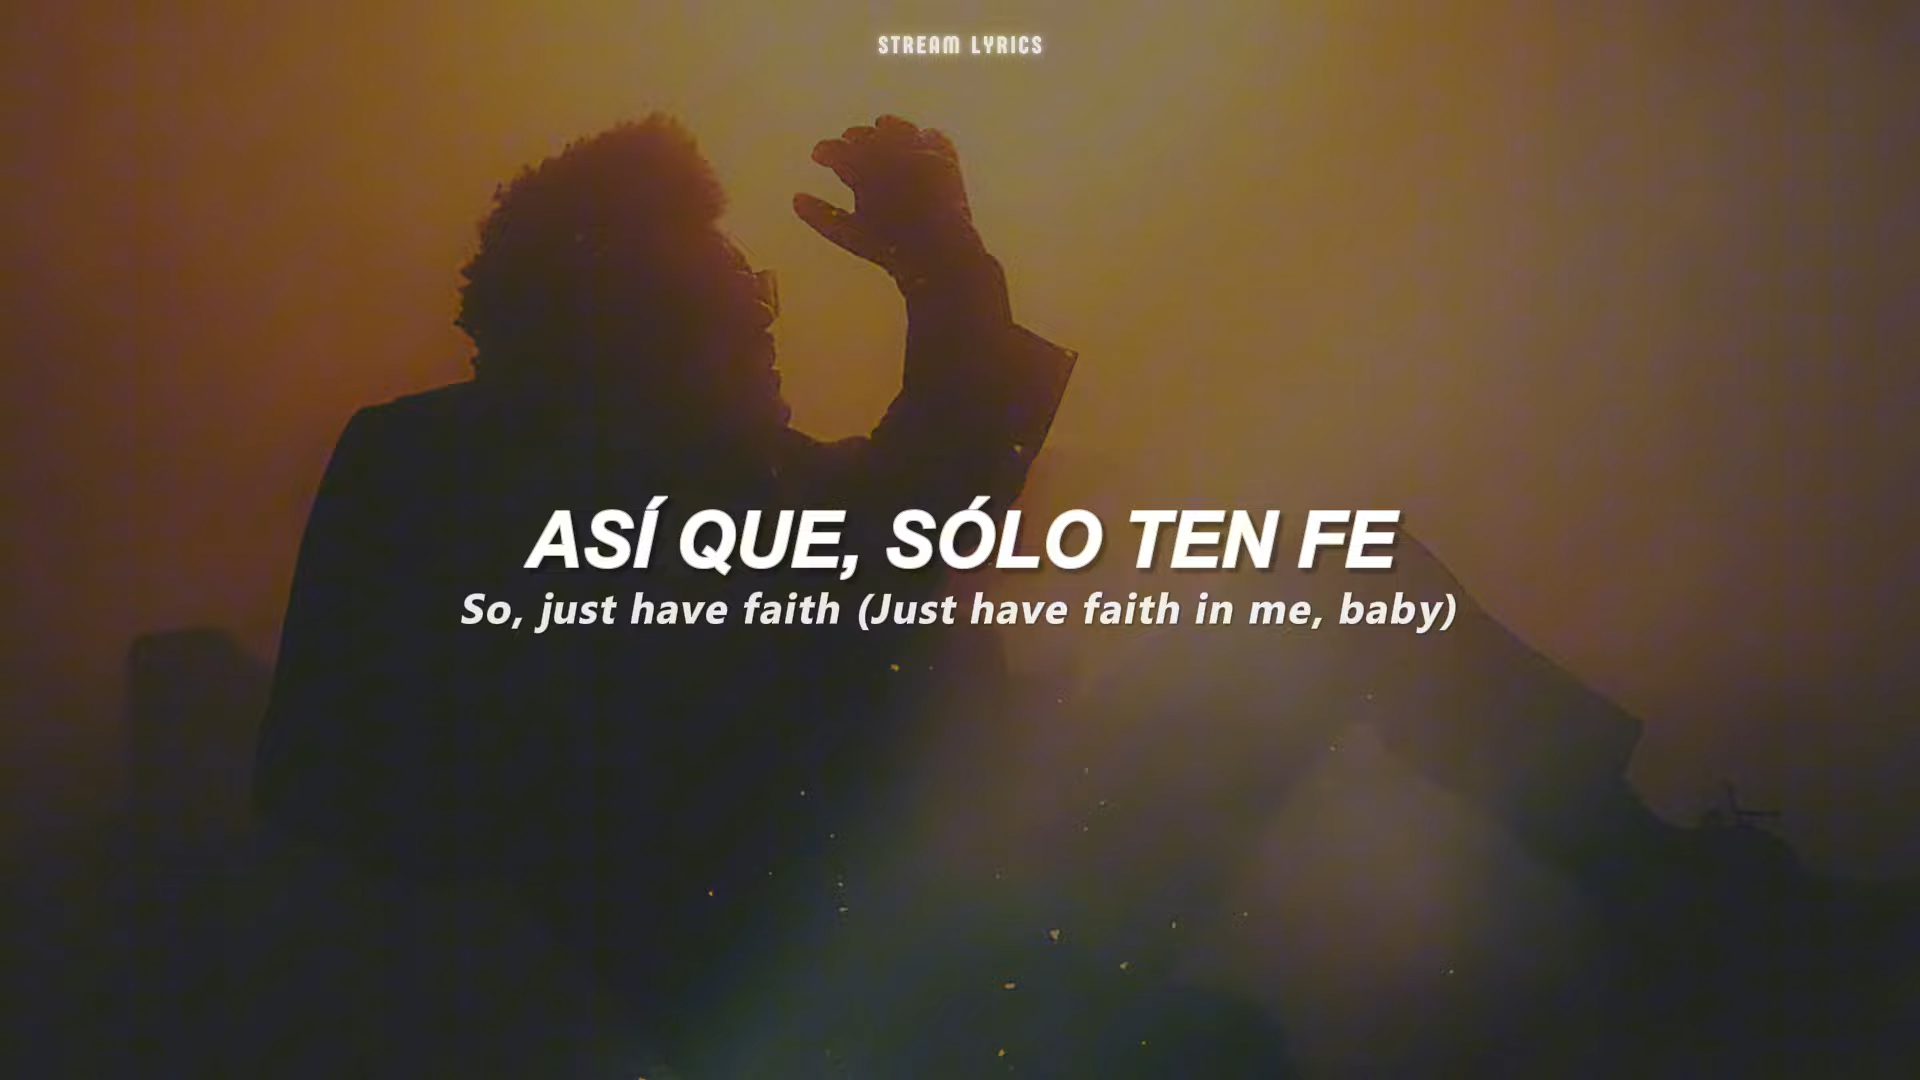 STREAM LYRICS
ASÍ QUE, SÓLO TEN FE
So, just have faith (Just have faith in me, baby)